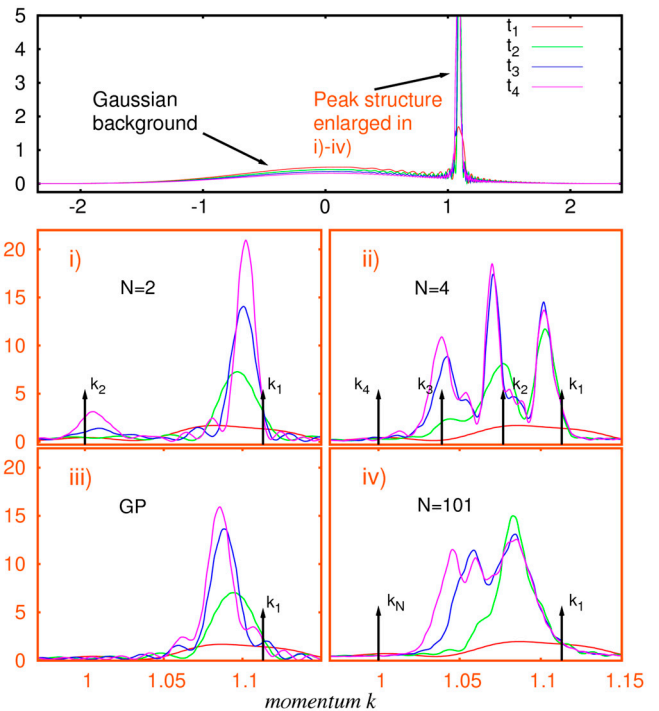 5
4
3
2
1
0
Gaussian
background
Peak structure
enlarged in
i)-iv)
t1
t2
t3
t4
-2 -1 0 1 2
20
15
10
5
0
i)
N=2
k2
k1
ii)
N=4
k4
k3
k2
k1
15
10
5
0
iii)
GP
k1
iv)
N=101
kN
k1
1 1.05 1.1
1 1.05 1.1 1.15
momentum k